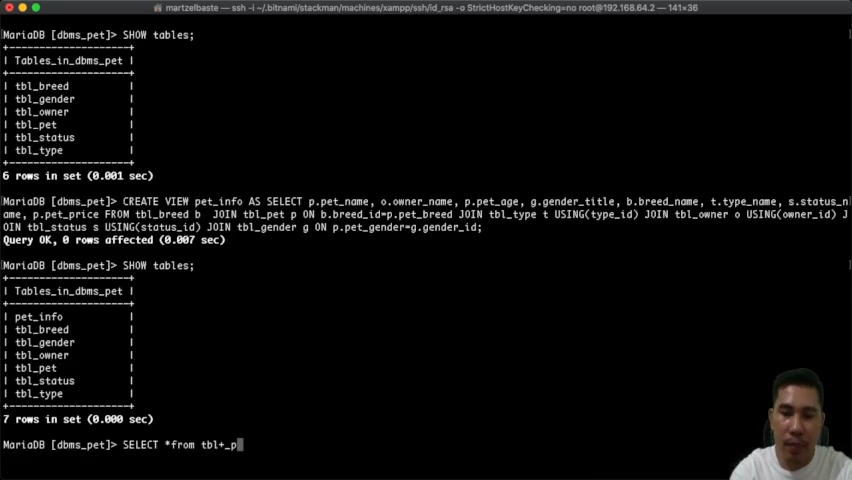 martzelbaste — ssh -i ~/.bitnami/stackman/machines/xampp/ssh/id_rsa -o StrictHostKeyChecking=no root@192.168.64.2 — 141×36
MariaDB [dbms_pet]> SHOW tables;
+--------------------+
| Tables_in_dbms_pet |
+--------------------+
| tbl_breed |
| tbl_gender |
| tbl_owner |
| tbl_pet |
| tbl_status |
| tbl_type |
+--------------------+
6 rows in set (0.001 sec)
MariaDB [dbms_pet]> CREATE VIEW pet_info AS SELECT p.pet_name, o.owner_name, p.pet_age, g.gender_title, b.breed_name, t.type_name, s.status_n
ame, p.pet_price FROM tbl_breed b  JOIN tbl_pet p ON b.breed_id=p.pet_breed JOIN tbl_type t USING(type_id) JOIN tbl_owner o USING(owner_id) J
OIN tbl_status s USING(status_id) JOIN tbl_gender g ON p.pet_gender=g.gender_id;
Query OK, 0 rows affected (0.007 sec)
MariaDB [dbms_pet]> SHOW tables;
+--------------------+
| Tables_in_dbms_pet |
+--------------------+
| pet_info |
| tbl_breed |
| tbl_gender |
| tbl_owner |
| tbl_pet |
| tbl_status |
| tbl_type |
+--------------------+
7 rows in set (0.000 sec)
MariaDB [dbms_pet]> SELECT *from tbl+_p